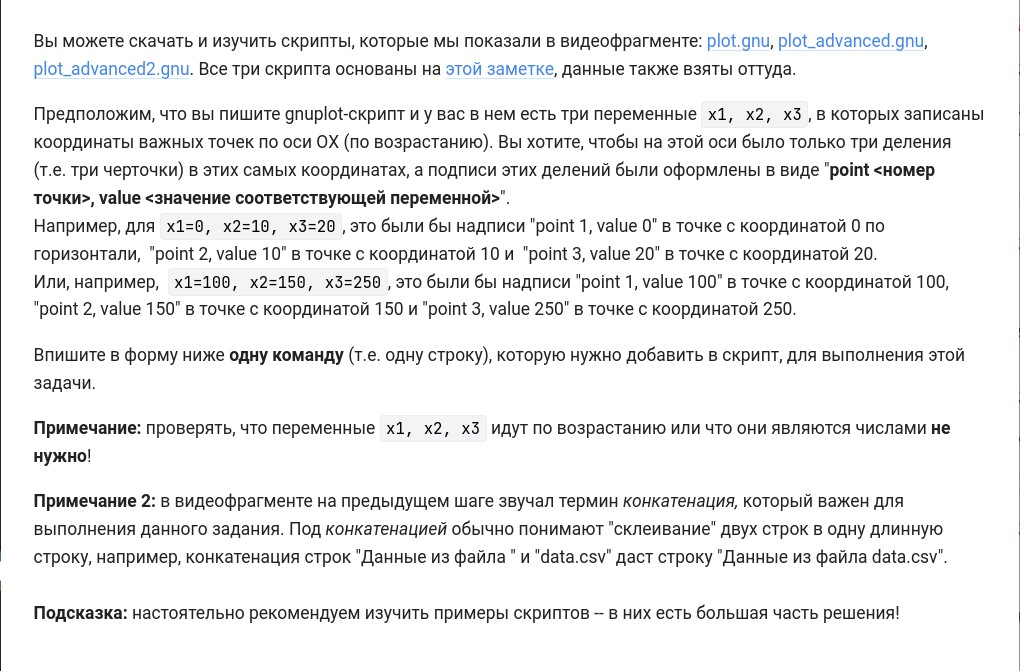 Вы можете скачать и изучить скрипты, которые мы показали в видеофрагменте: plot.gnu, plot_advanced.gnu,
plot_advanced2.gnu. Все три скрипта основаны на этой заметке, данные также взяты оттуда.
Предположим, что вы пишите gnuplot-скрипт и у вас в нем есть три переменные x1, x2, x3, в которых записаны
координаты важных точек по оси OX (по возрастанию). Вы хотите, чтобы на этой оси было только три деления
(т.е. три черточки) в этих самых координатах, а подписи этих делений были оформлены в виде "point <номер
точки>, value <значение соответствующей переменной>".
Например, для x1=0, x2=10, x3=20, это были бы надписи "point 1, value 0" в точке с координатой 0 по
горизонтали, "point 2, value 10" в точке с координатой 10 и "point 3, value 20" в точке с координатой 20.
Или, например, x1=100, x2=150, x3=250, это были бы надписи "point 1, value 100" в точке с координатой 100,
"point 2, value 150" в точке с координатой 150 и "point 3, value 250" в точке с координатой 250.
Впишите в форму ниже одну команду (т.е. одну строку), которую нужно добавить в скрипт, для выполнения этой
задачи.
Примечание: проверять, что переменные x1, x2, x3 идут по возрастанию или что они являются числами не
нужно!
Примечание 2: в видеофрагменте на предыдущем шаге звучал термин конкатенация, который важен для
выполнения данного задания. Под конкатенацией обычно понимают "склеивание" двух строк в одну длинную
строку, например, конкатенация строк "Данные из файла " и "data.csv" даст строку "Данные из файла data.csv".
Подсказка: настоятельно рекомендуем изучить примеры скриптов -- в них есть большая часть решения!